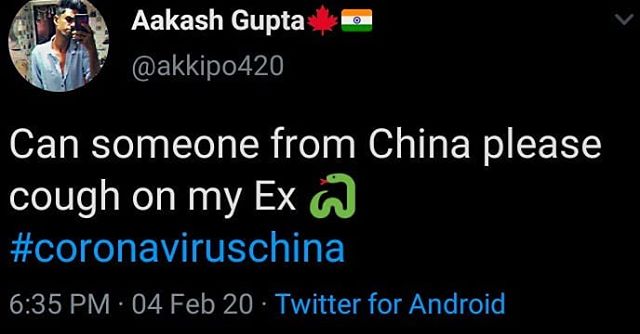 Aakash Gupta🍁🇮🇳
@akkipo420
Can someone from China please
cough on my Ex 🐍
#coronaviruschina
6:35 PM · 04 Feb 20 · Twitter for Android